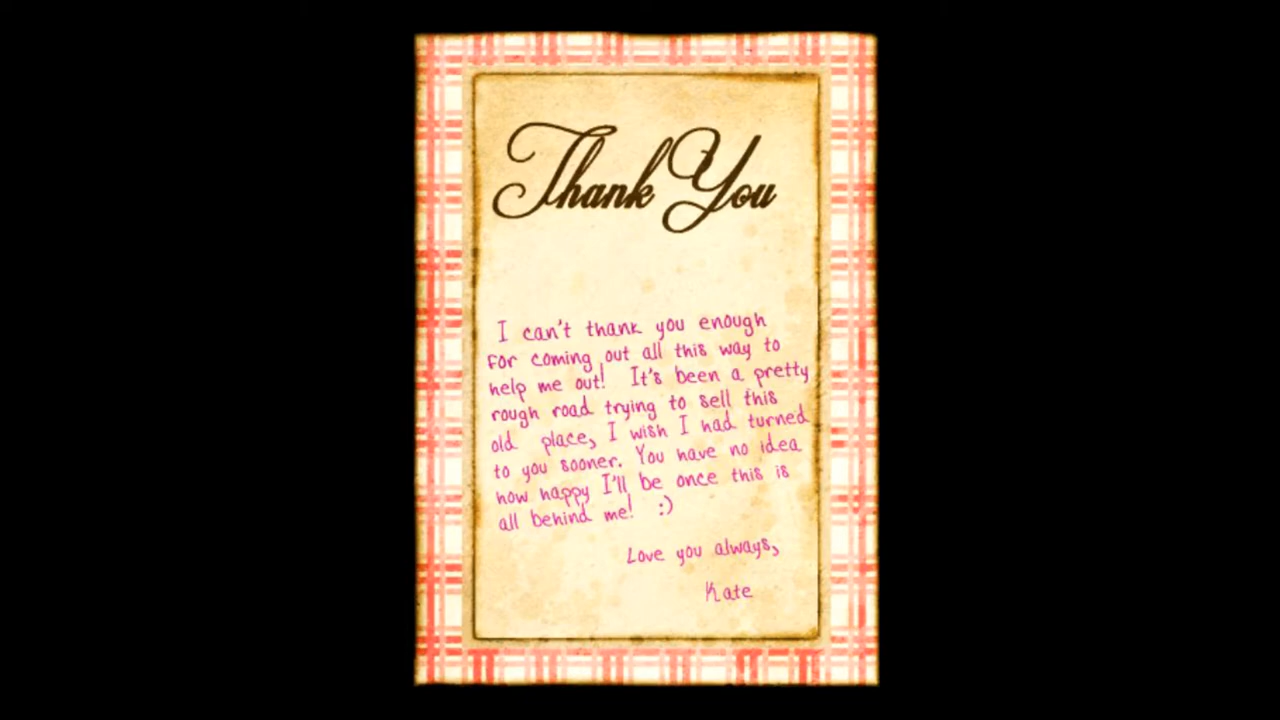 Thank You
I can't thank you enough
for coming out all this way to
help me out! It's been a pretty
rough road trying to sell this
old place, I wish I had turned
to you sooner. You have no idea
how happy I'll be once this is
all behind me! :)
Love you always,
Kate